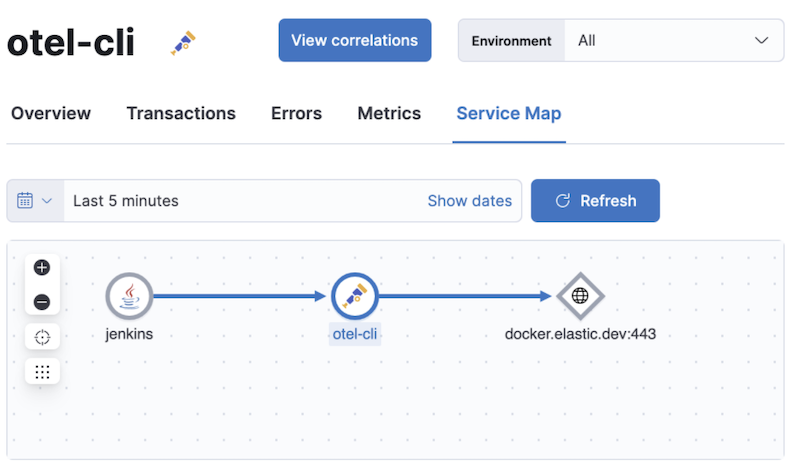 otel-cli
View correlations
Environment
All
Overview
Transactions
Errors
Metrics
Service Map
Last 5 minutes
Show dates
Refresh
jenkins
otel-cli
docker.elastic.dev:443